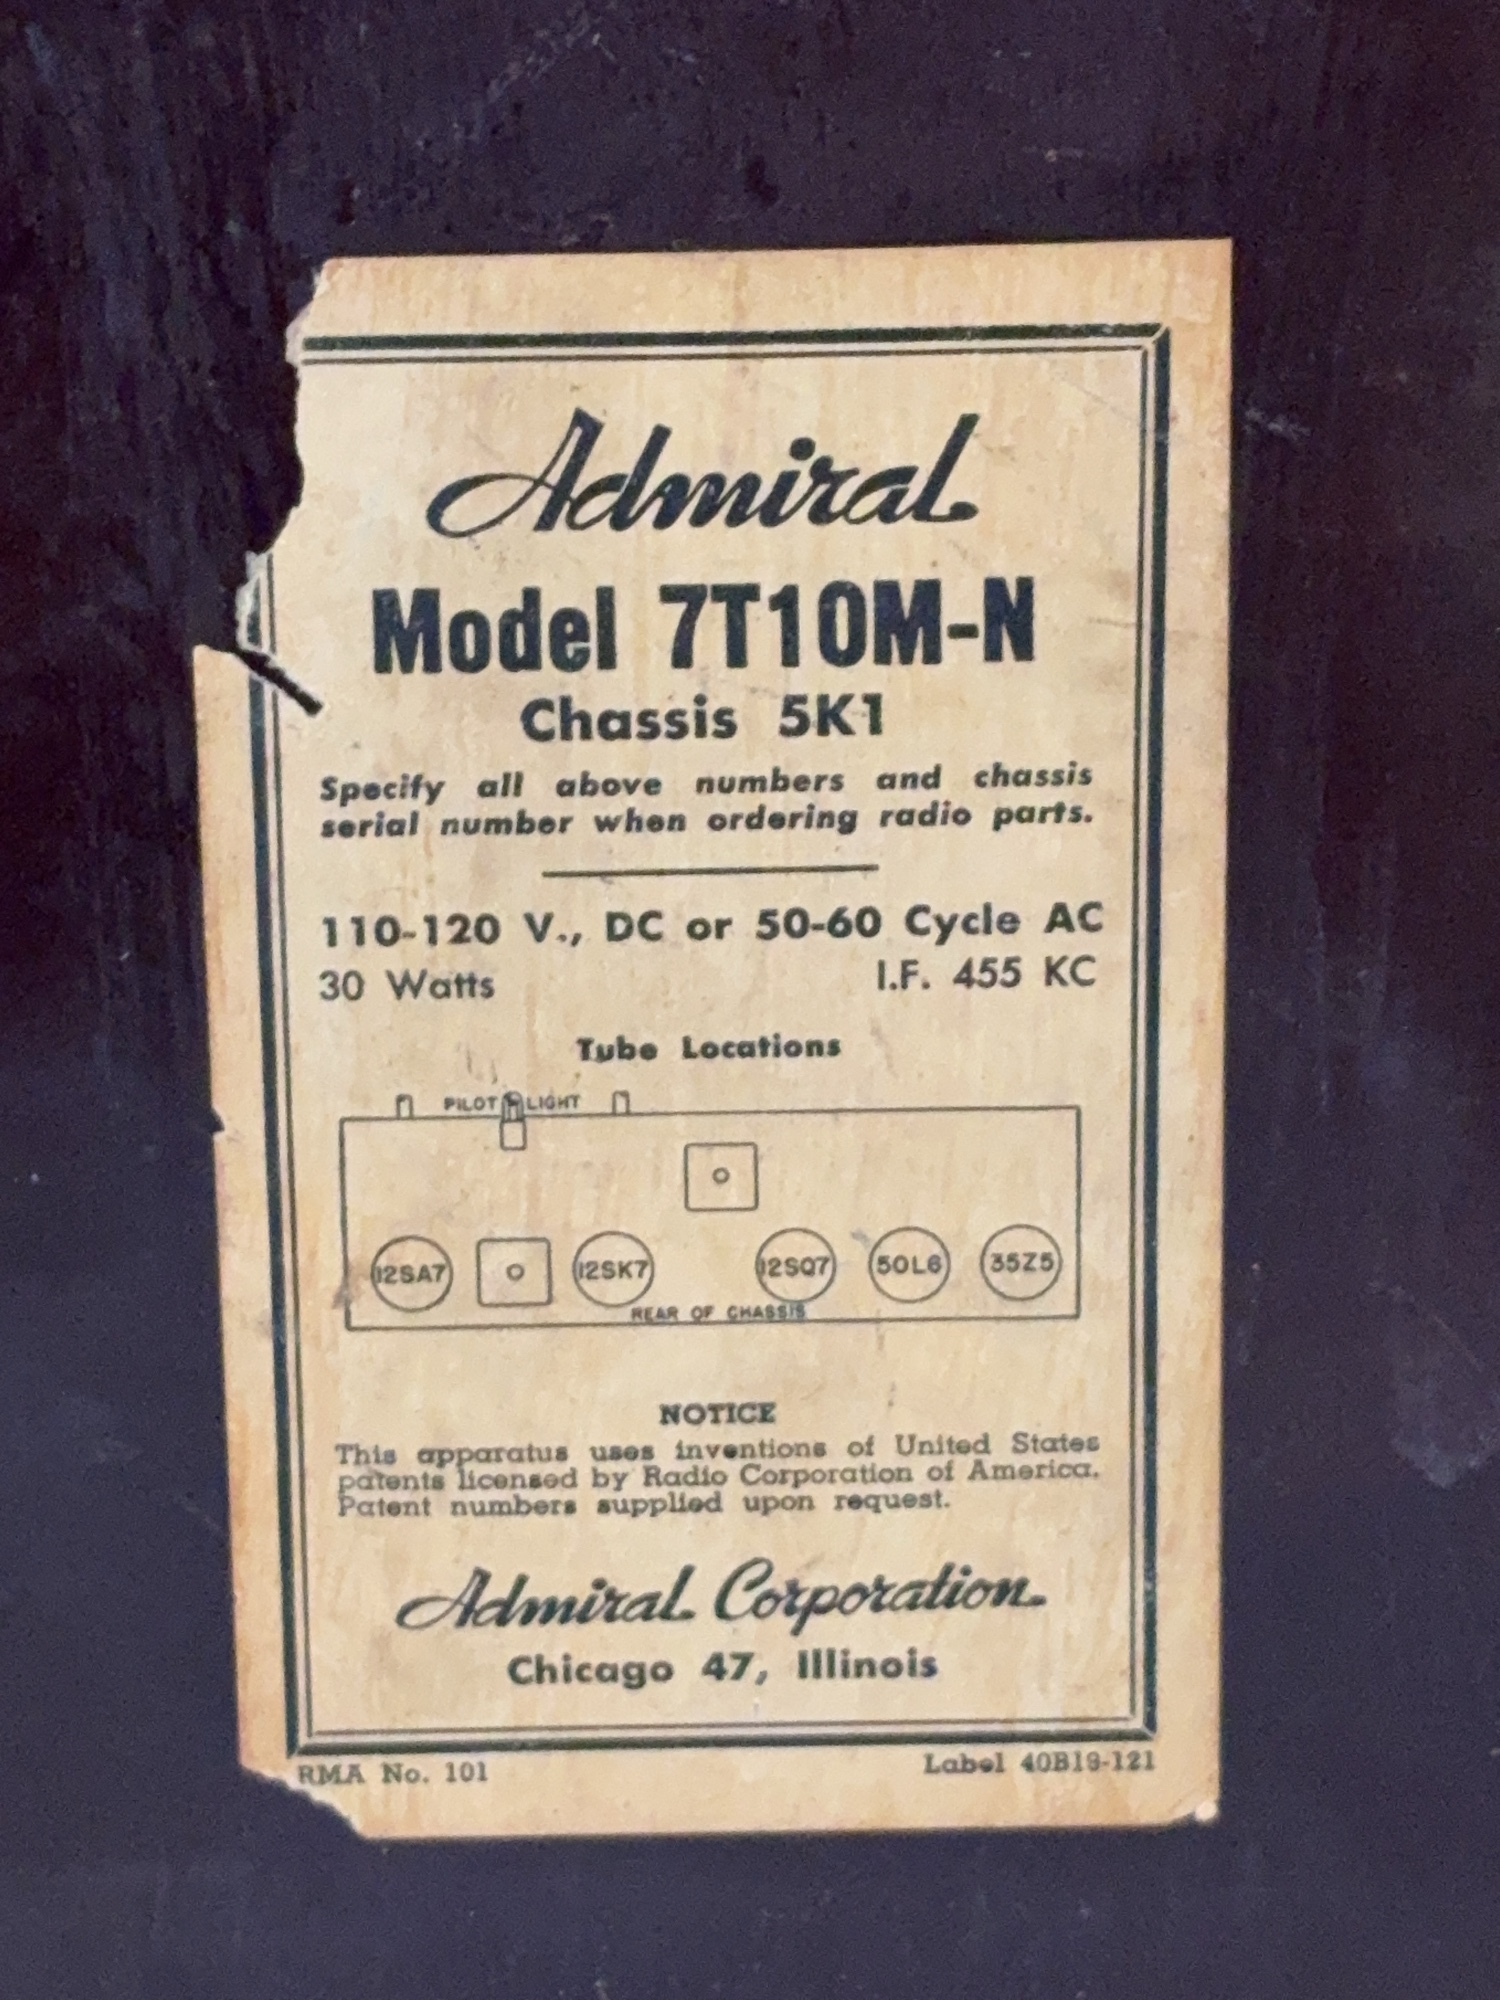 Admiral
Model 7T10M-N
Chassis 5K1
Specify all above numbers and chassis
serial number when ordering radio parts.
110-120 V., DC or 50-60 Cycle AC
30 Watts I.F. 455 KC
Tube Locations
PILOT LIGHT
12SA7 12SK7 12SQ7 50L6 35Z5
REAR OF CHASSIS
NOTICE
This apparatus uses inventions of United States
patents licensed by Radio Corporation of America.
Patent numbers supplied upon request.
Admiral Corporation
Chicago 47, Illinois
RMA No. 101 Label 40B19-121